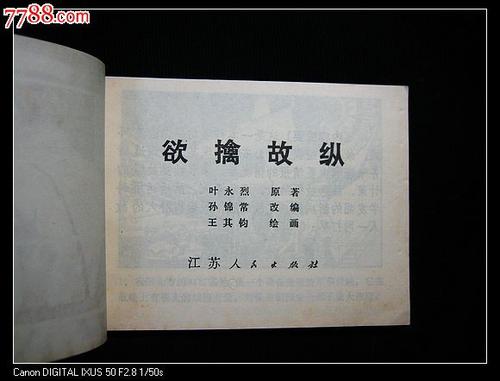 7788.com
欲擒故纵
叶永烈 原著
孙锦常 改编
王其钧 绘画
江苏人民出版社
Canon DIGITAL IXUS 50 F2.8 1/50s